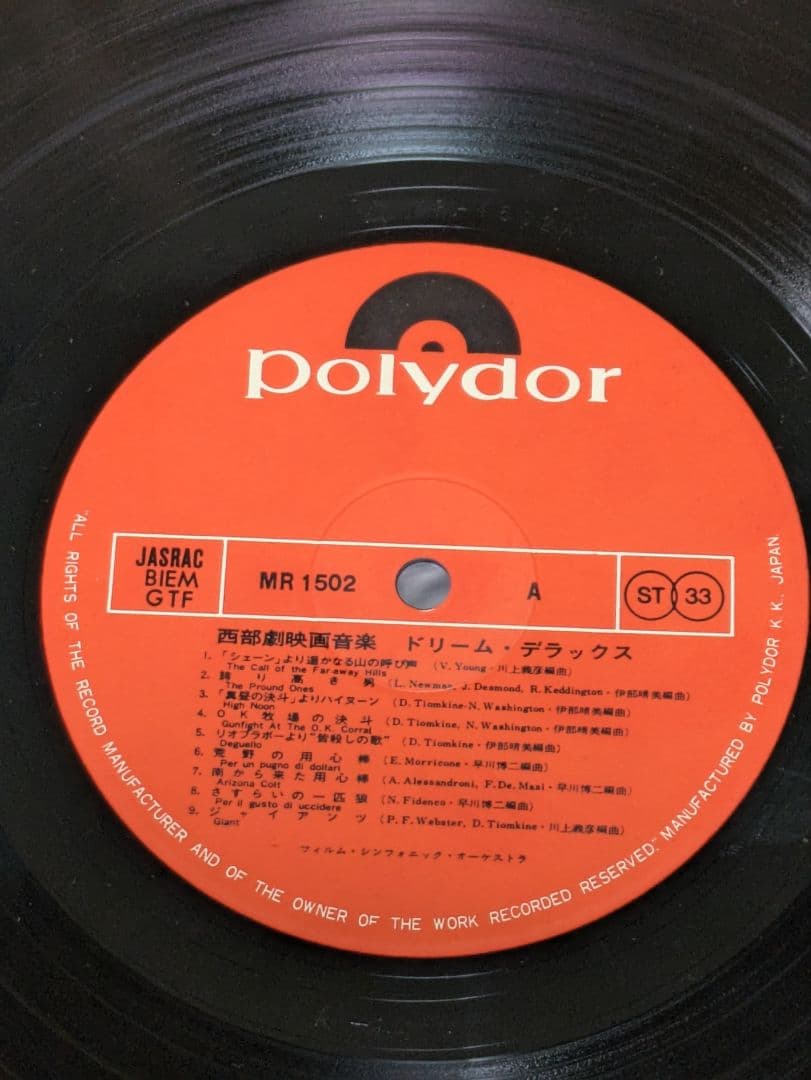 polydor
JASRAC
BIEM
GTF
MR 1502
A
ST 33
西部劇映画音楽 ドリーム・デラックス
1. 「シェーン」より遥かなる山の呼び声 (V. Young・川上義彦編曲)
The Call of the Far-away Hills
2. 誇り高き男 (L. Newman, J. Desmond, R. Keddington・伊部晴美編曲)
The Pround Ones
3. 「真昼の決斗」よりハイヌーン (D. Tiomkine-N. Washington・伊部晴美編曲)
High Noon
4. O K 牧場の決斗 (D. Tiomkine, N. Washington・伊部晴美編曲)
Gunfight At The O.K. Corral
5. リオブラボーより"皆殺しの歌" (D. Tiomkine・伊部晴美編曲)
Deguello
6. 荒野の用心棒 (E. Morricone・早川博二編曲)
Per un pugno di dollari
7. 南から来た用心棒 (A. Alessandroni, F. De. Masi・早川博二編曲)
Arizona Colt
8. さすらいの一匹狼 (N. Fidenco・早川博二編曲)
Per il gusto di uccidere
9. ジャイアンツ (P. F. Webster, D. Tiomkine・川上義彦編曲)
Giant
フィルム・シンフォニック・オーケストラ
"ALL RIGHTS OF THE RECORD MANUFACTURER AND OF THE OWNER OF THE WORK RECORDED RESERVED." MANUFACTURED BY POLYDOR K. K., JAPAN.